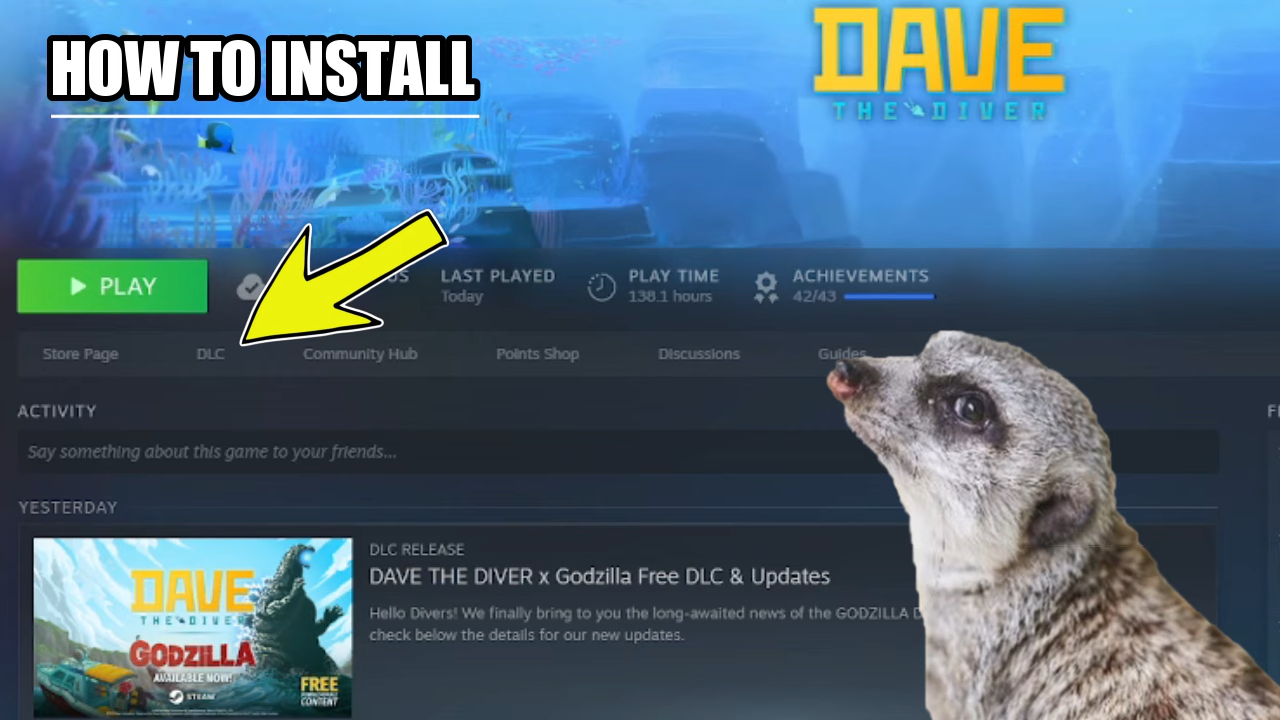 HOW TO INSTALL
DAVE
THE DIVER
PLAY
US
LAST PLAYED
Today
PLAY TIME
138.1 hours
ACHIEVEMENTS
42/43
Store Page
DLC
Community Hub
Points Shop
Discussions
Guides
ACTIVITY
Say something about this game to your friends...
YESTERDAY
DAVE
THE DIVER
GODZILLA
AVAILABLE NOW!
STEAM
FREE
CONTENT
DLC RELEASE
DAVE THE DIVER x Godzilla Free DLC & Updates
Hello Divers! We finally bring to you the long-awaited news of the GODZILLA D
check below the details for our new updates.